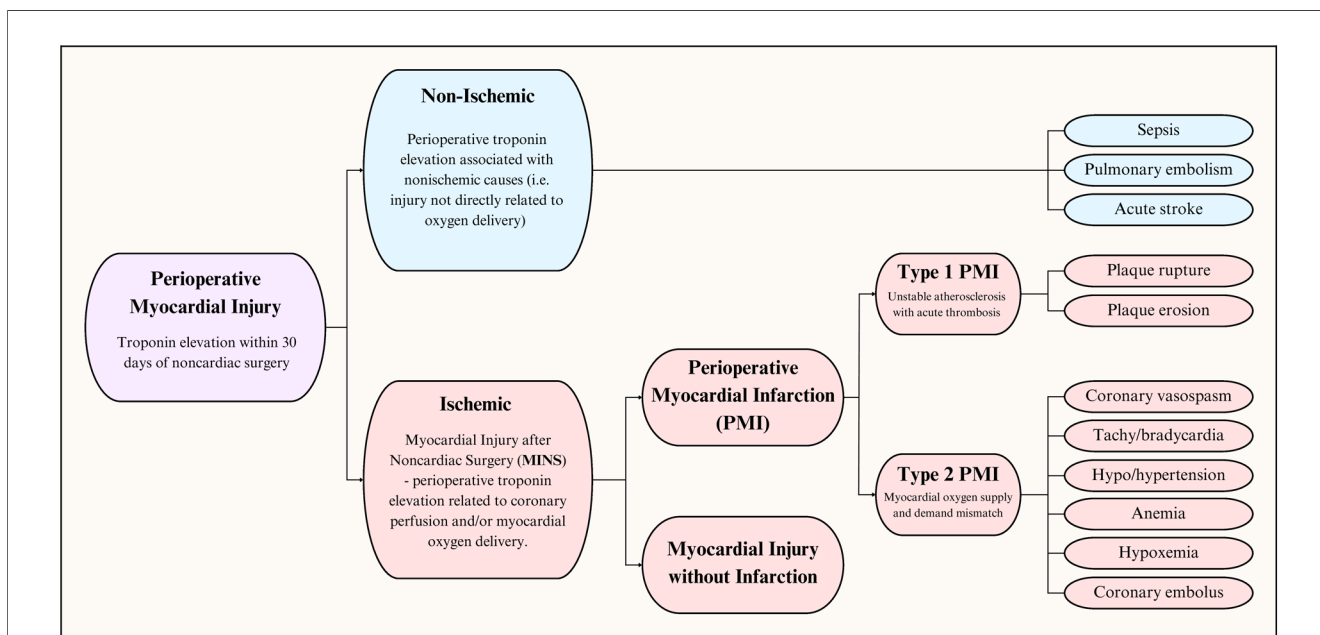 Perioperative
Myocardial Injury
Troponin elevation within 30
days of noncardiac surgery
Non-Ischemic
Perioperative troponin
elevation associated with
nonischemic causes (i.e.
injury not directly related to
oxygen delivery)
Sepsis
Pulmonary embolism
Acute stroke
Ischemic
Myocardial Injury after
Noncardiac Surgery (MINS)
- perioperative troponin
elevation related to coronary
perfusion and/or myocardial
oxygen delivery.
Perioperative
Myocardial Infarction
(PMI)
Type 1 PMI
Unstable atherosclerosis
with acute thrombosis
Plaque rupture
Plaque erosion
Type 2 PMI
Myocardial oxygen supply
and demand mismatch
Coronary vasospasm
Tachy/bradycardia
Hypo/hypertension
Anemia
Hypoxemia
Coronary embolus
Myocardial Injury
without Infarction